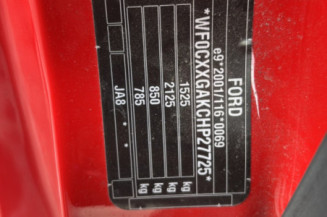 FORD
e9*2001/116*0069
*WF0CXXGAKCHP27725*
1525 kg
2125 kg
850 kg
785 kg
JA8